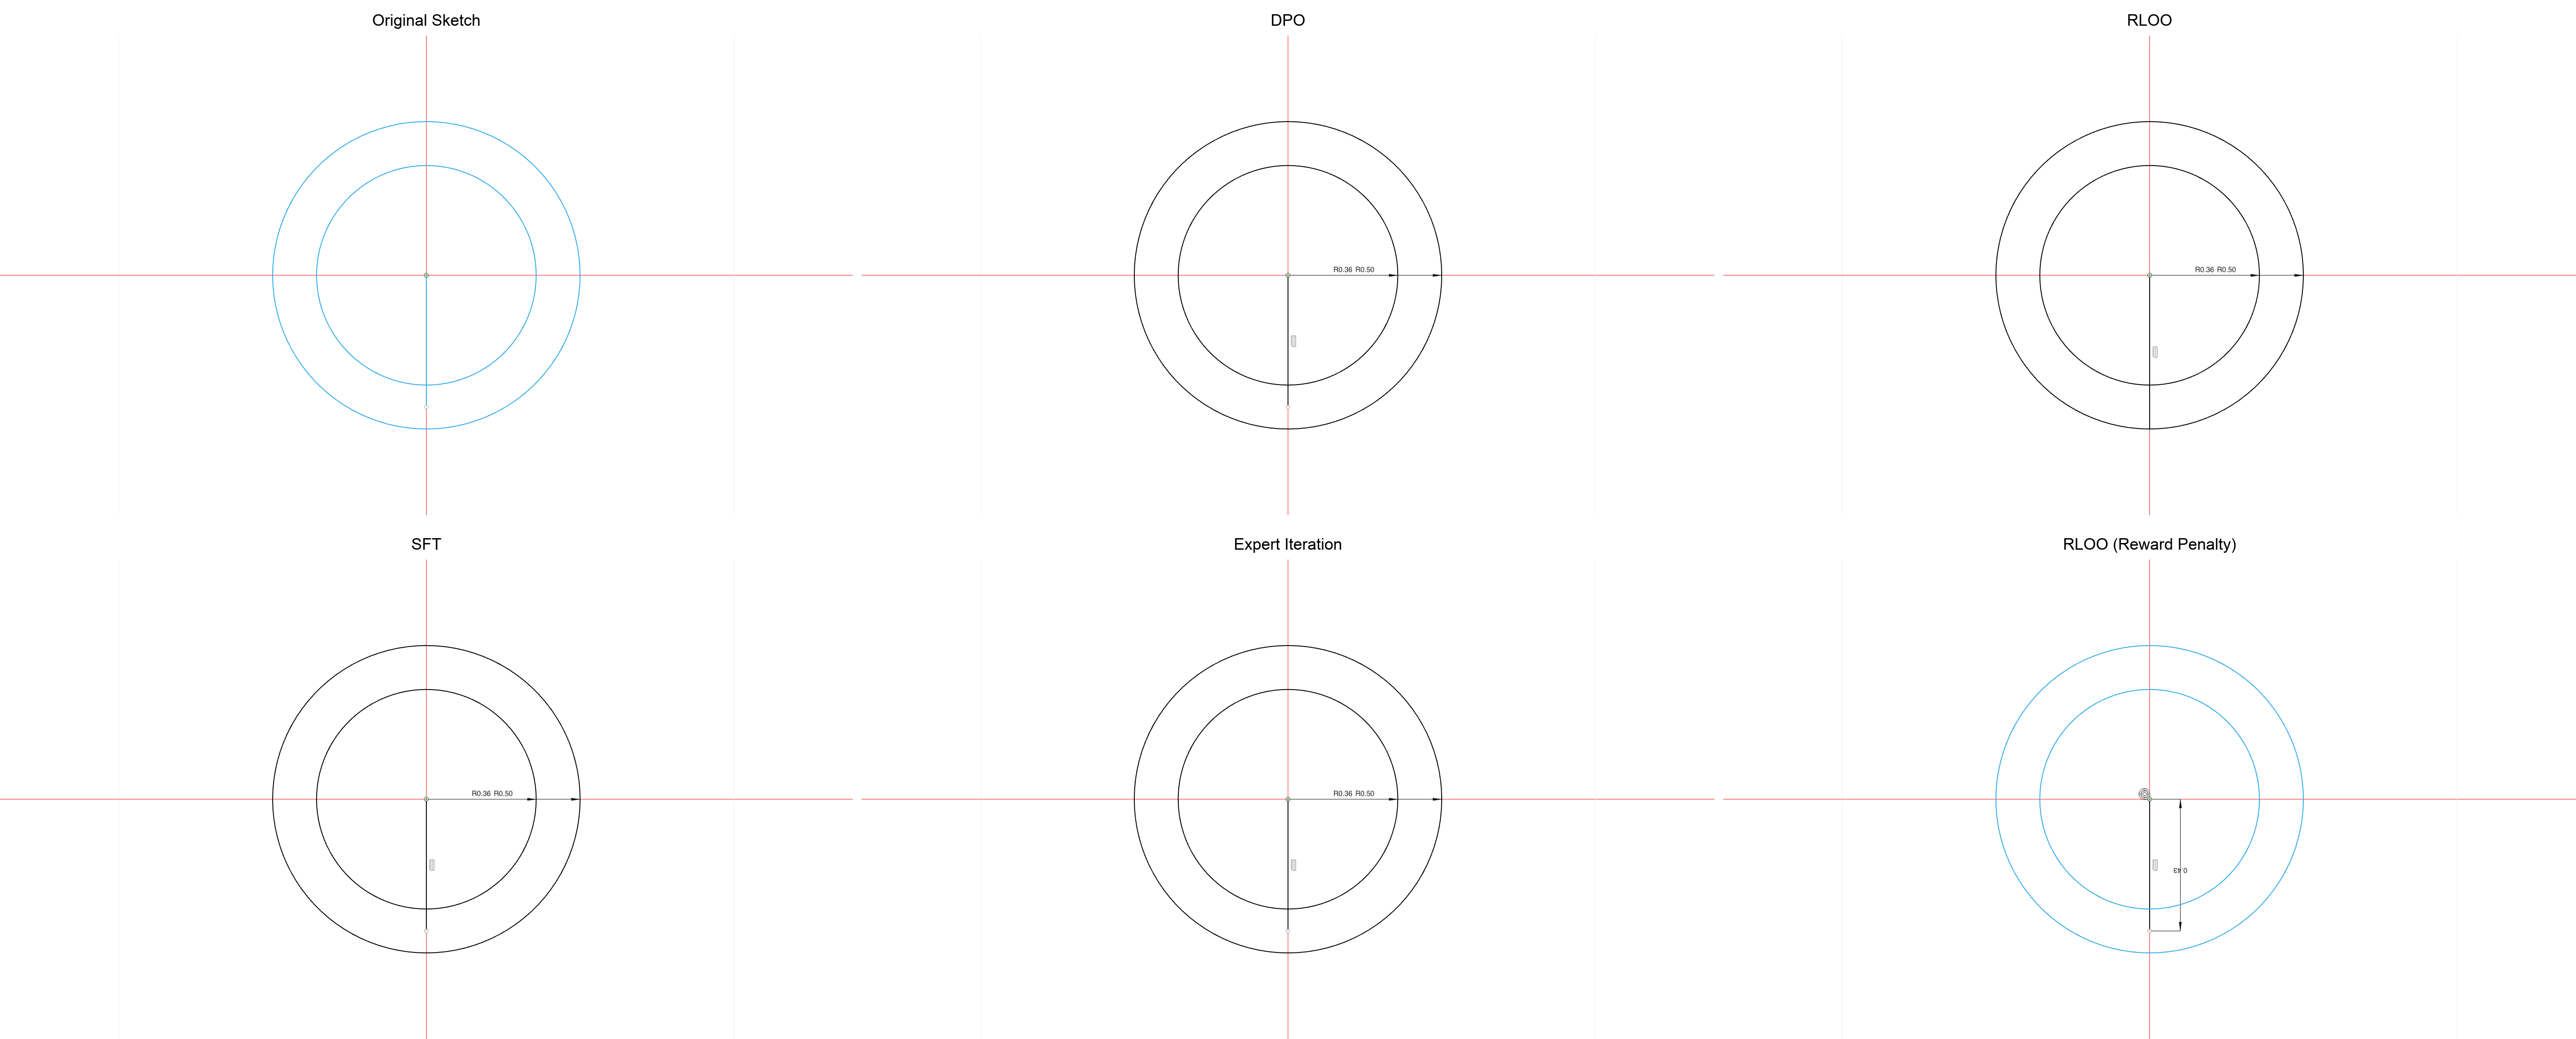 Original Sketch
DPO
RLOO
R0.36 R0.50
R0.36 R0.50
SFT
Expert Iteration
RLOO (Reward Penalty)
R0.36 R0.50
R0.36 R0.50
0.43